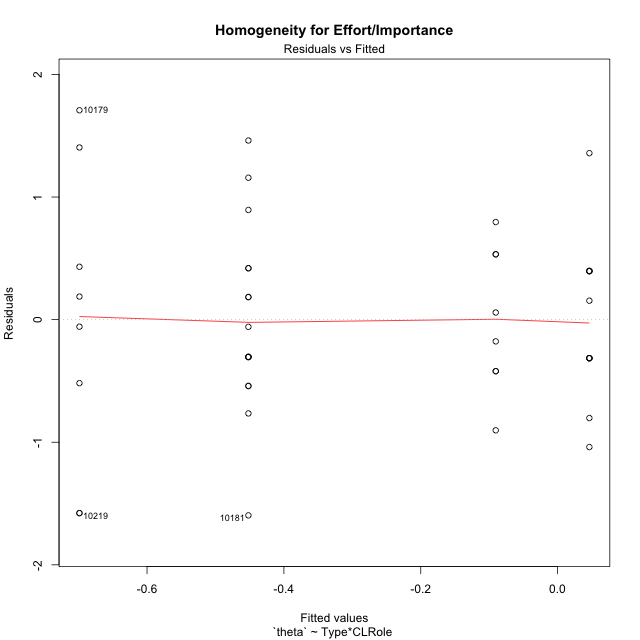 Homogeneity for Effort/Importance
Residuals vs Fitted
2
1
0
-1
-2
Residuals
10179
10219
10181
-0.6
-0.4
-0.2
0.0
Fitted values
`theta` ~ Type*CLRole